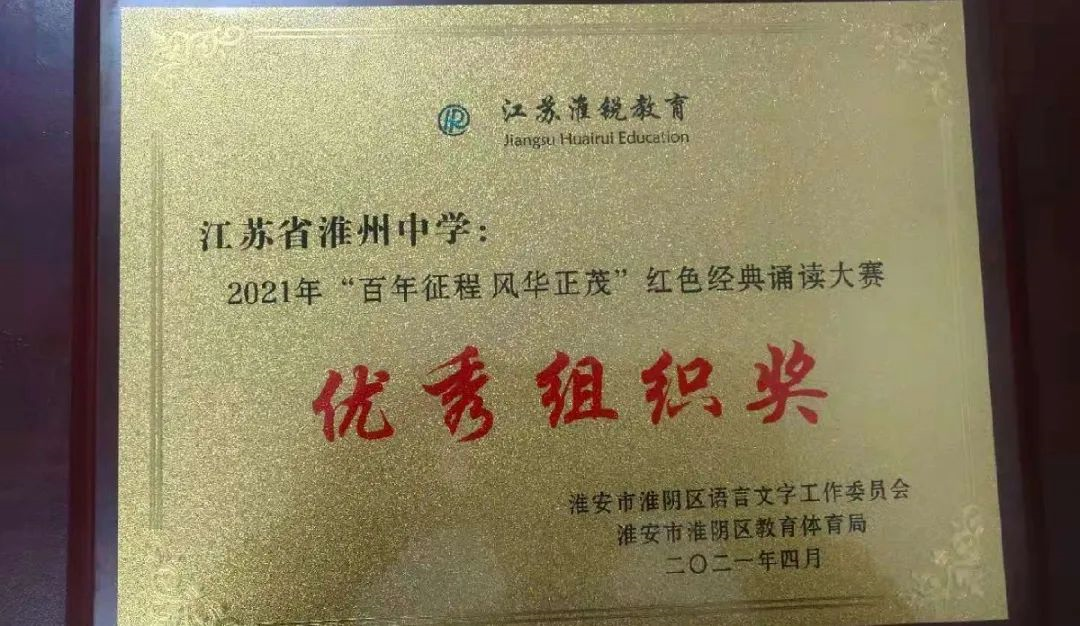 江苏淮锐教育
Jiangsu Huairui Education
江苏省淮州中学:
2021年“百年征程 风华正茂”红色经典诵读大赛
优秀组织奖
淮安市淮阴区语言文字工作委员会
淮安市淮阴区教育体育局
二〇二一年四月